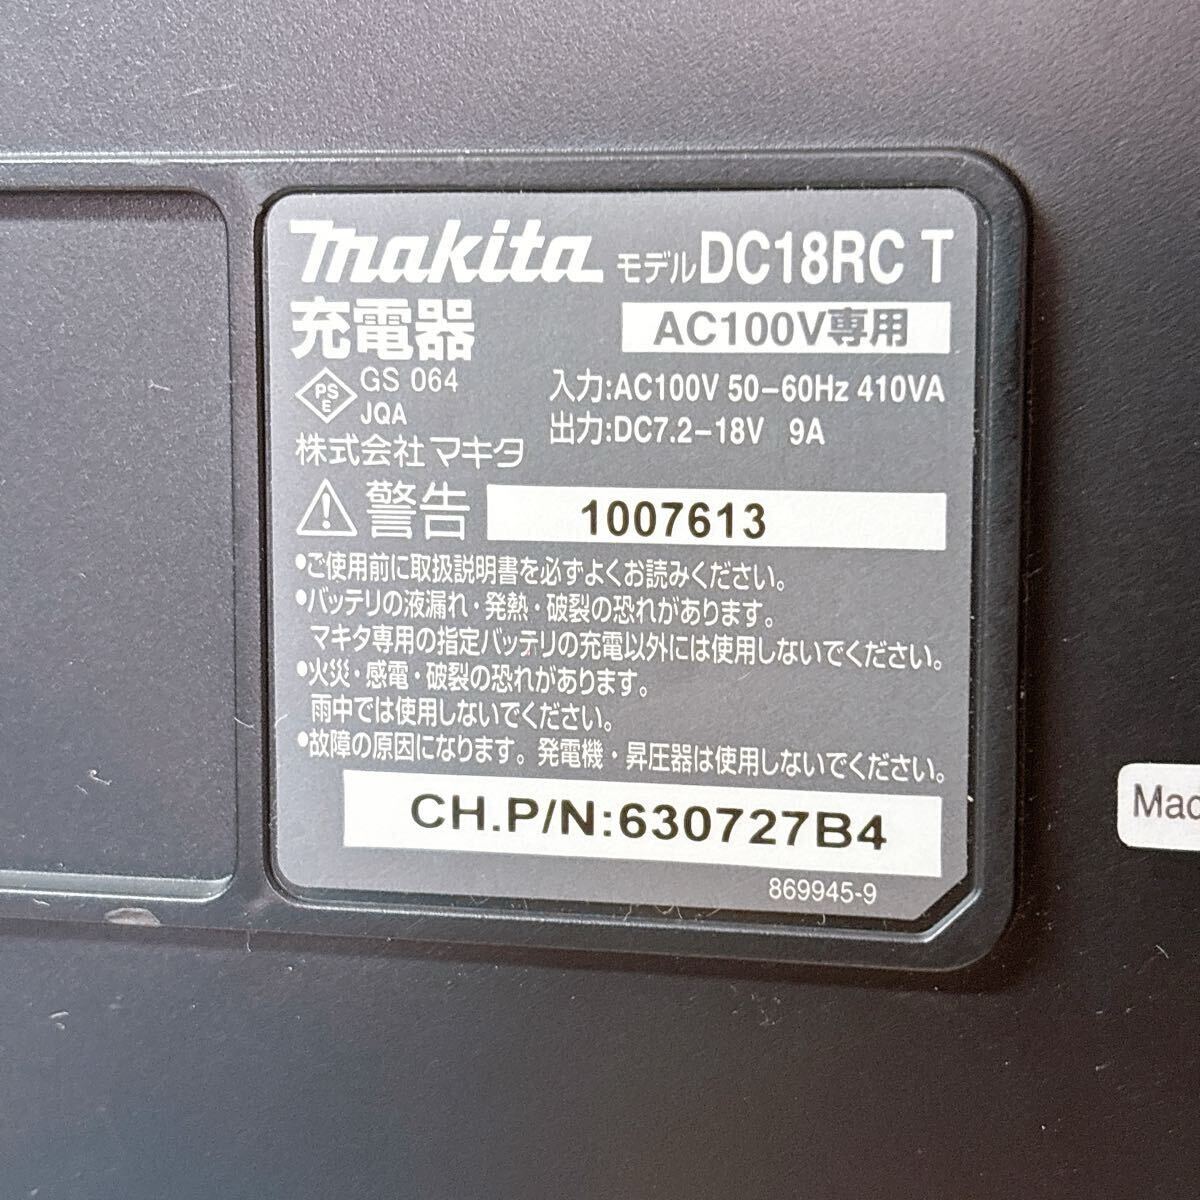 makita モデル DC18RC T
充電器 AC100V専用
PSE GS 064
JQA
入力:AC100V 50-60Hz 410VA
出力:DC7.2-18V 9A
株式会社 マキタ
警告 1007613
•ご使用前に取扱説明書を必ずよくお読みください。
•バッテリの液漏れ・発熱・破裂の恐れがあります。
マキタ専用の指定バッテリの充電以外には使用しないでください。
•火災・感電・破裂の恐れがあります。
雨中では使用しないでください。
•故障の原因になります。発電機・昇圧器は使用しないでください。
CH.P/N:630727B4
869945-9
Mac